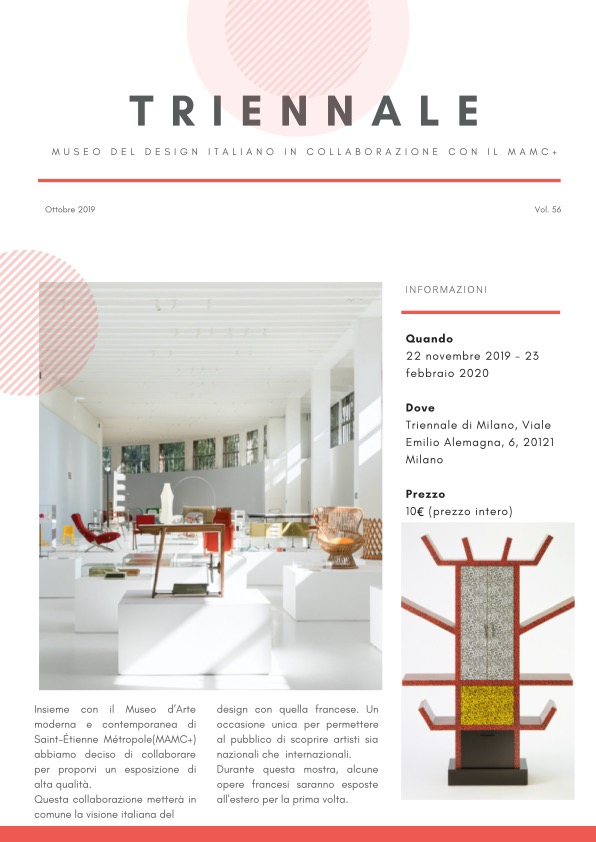 TRIENNALE
MUSEO DEL DESIGN ITALIANO IN COLLABORAZIONE CON IL MAMC+
Ottobre 2019
Vol. 56
INFORMAZIONI
Quando
22 novembre 2019 - 23
febbraio 2020
Dove
Triennale di Milano, Viale
Emilio Alemagna, 6, 20121
Milano
Prezzo
10€ (prezzo intero)
Insieme con il Museo d'Arte
moderna e contemporanea di
Saint-Étienne Métropole(MAMC+)
abbiamo deciso di collaborare
per proporvi un esposizione di
alta qualità.
Questa collaborazione metterà in
comune la visione italiana del
design con quella francese. Un
occasione unica per permettere
al pubblico di scoprire artisti sia
nazionali che internazionali.
Durante questa mostra, alcune
opere francesi saranno esposte
all'estero per la prima volta.